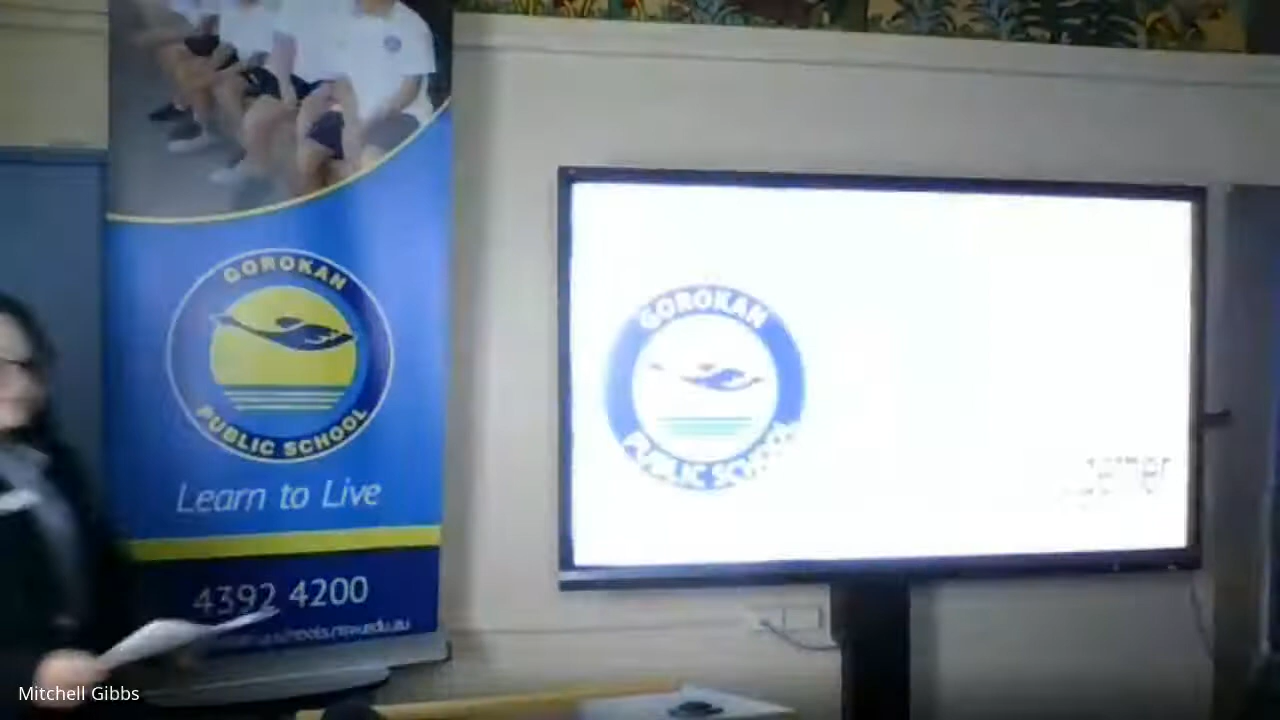 GOROKAN
PUBLIC SCHOOL
Learn to Live
4392 4200
GOROKAN
PUBLIC SCHOOL
Mitchell Gibbs